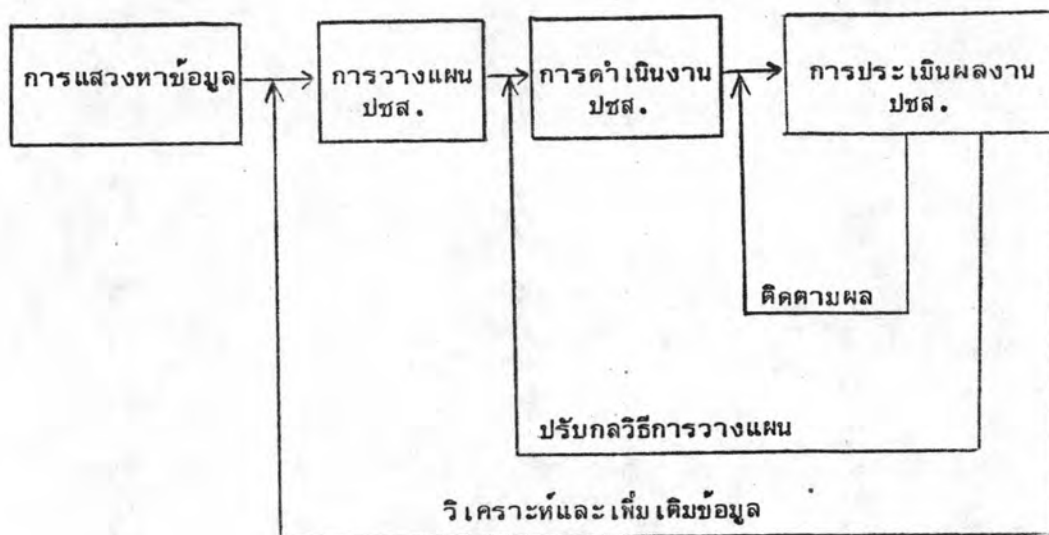 การแสวงหาข้อมูล
การวางแผน
ปชส.
การดำเนินงาน
ปชส.
การประเมินผลงาน
ปชส.
ติดตามผล
ปรับกลวิธีการวางแผน
วิเคราะห์และเพิ่มเติมข้อมูล